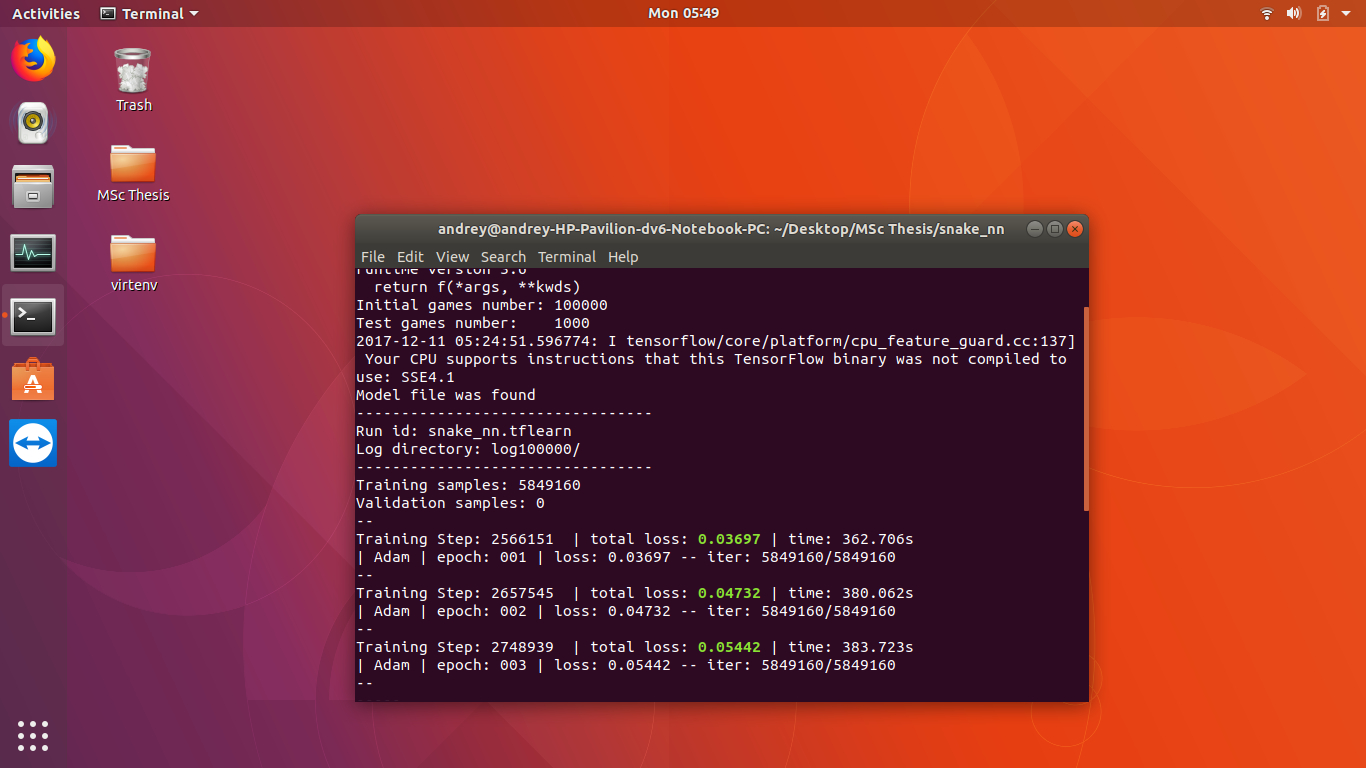 Activities
Terminal
Mon 05:49
Trash
MSc Thesis
virtenv
andrey@andrey-HP-Pavilion-dv6-Notebook-PC: ~/Desktop/MSc Thesis/snake_nn
File Edit View Search Terminal Help
runtime version 3.6
  return f(*args, **kwds)
Initial games number: 100000
Test games number:    1000
2017-12-11 05:24:51.596774: I tensorflow/core/platform/cpu_feature_guard.cc:137]
 Your CPU supports instructions that this TensorFlow binary was not compiled to
use: SSE4.1
Model file was found
---------------------------------
Run id: snake_nn.tflearn
Log directory: log100000/
---------------------------------
Training samples: 5849160
Validation samples: 0
--
Training Step: 2566151  | total loss: 0.03697 | time: 362.706s
| Adam | epoch: 001 | loss: 0.03697 -- iter: 5849160/5849160
--
Training Step: 2657545  | total loss: 0.04732 | time: 380.062s
| Adam | epoch: 002 | loss: 0.04732 -- iter: 5849160/5849160
--
Training Step: 2748939  | total loss: 0.05442 | time: 383.723s
| Adam | epoch: 003 | loss: 0.05442 -- iter: 5849160/5849160
--